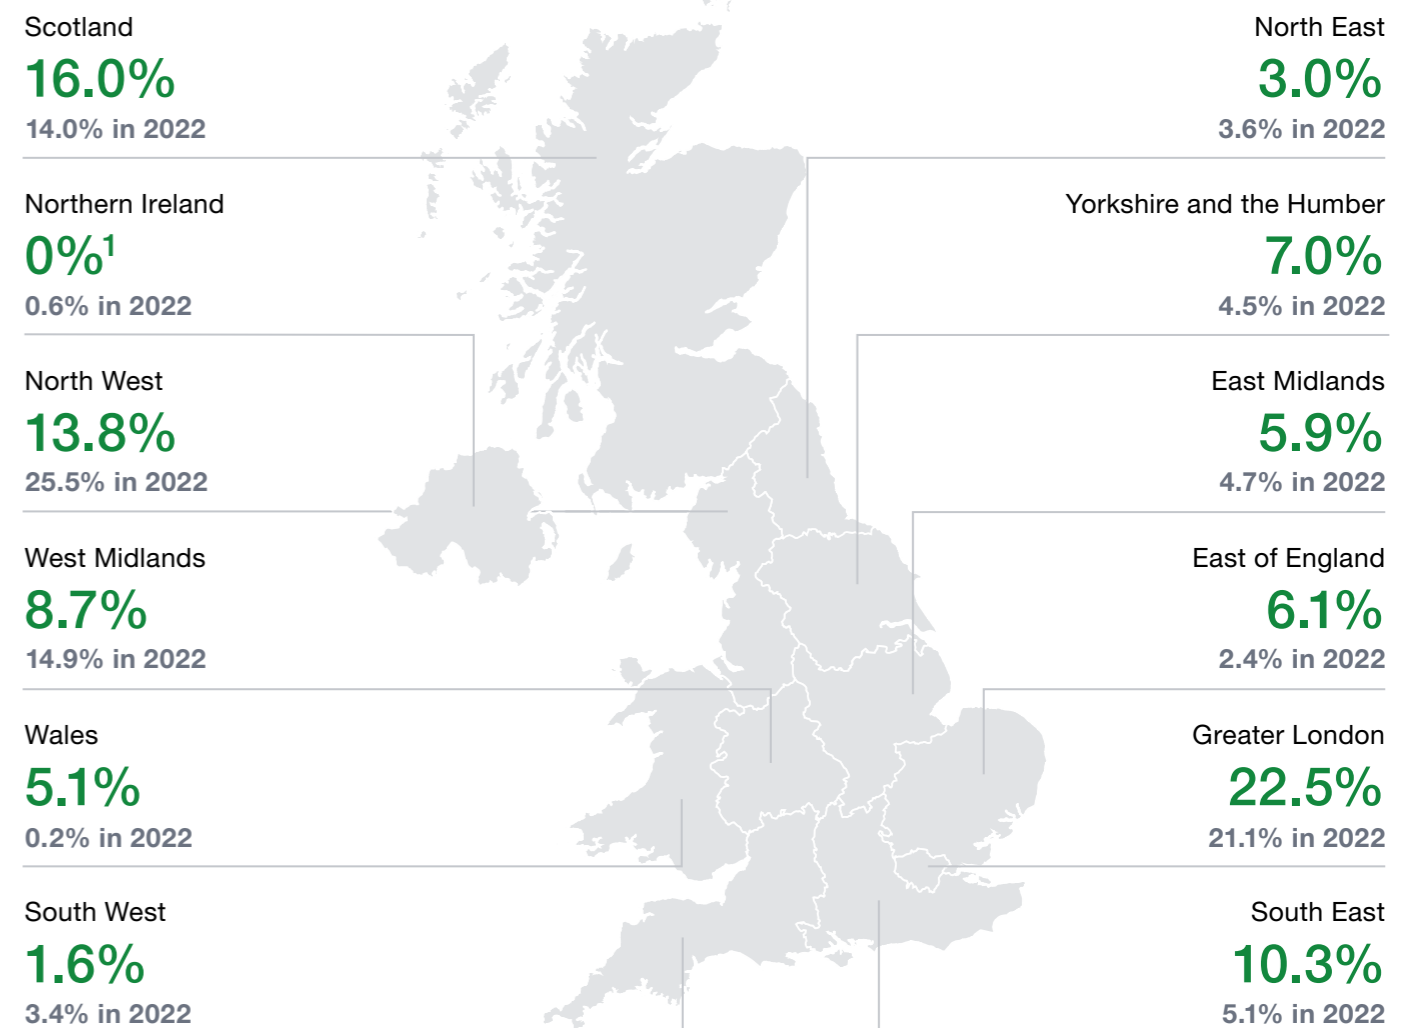 Scotland
16.0%
14.0% in 2022
Northern Ireland
0%¹
0.6% in 2022
North West
13.8%
25.5% in 2022
West Midlands
8.7%
14.9% in 2022
Wales
5.1%
0.2% in 2022
South West
1.6%
3.4% in 2022
North East
3.0%
3.6% in 2022
Yorkshire and the Humber
7.0%
4.5% in 2022
East Midlands
5.9%
4.7% in 2022
East of England
6.1%
2.4% in 2022
Greater London
22.5%
21.1% in 2022
South East
10.3%
5.1% in 2022